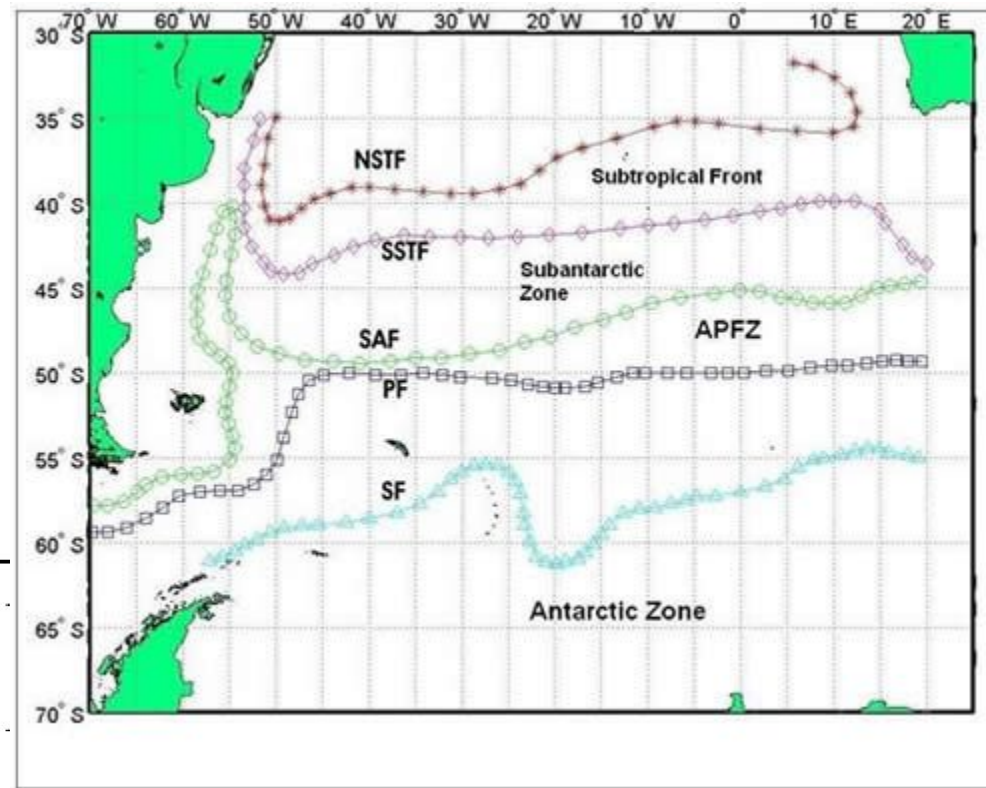 70° W 60° W 50° W 40° W 30° W 20° W 10° W 0° 10° E 20° E
30° S
35° S
NSTF
Subtropical Front
40° S
SSTF
Subantarctic
Zone
45° S
SAF
APFZ
50° S
PF
55° S
SF
60° S
Antarctic Zone
65° S
70° S